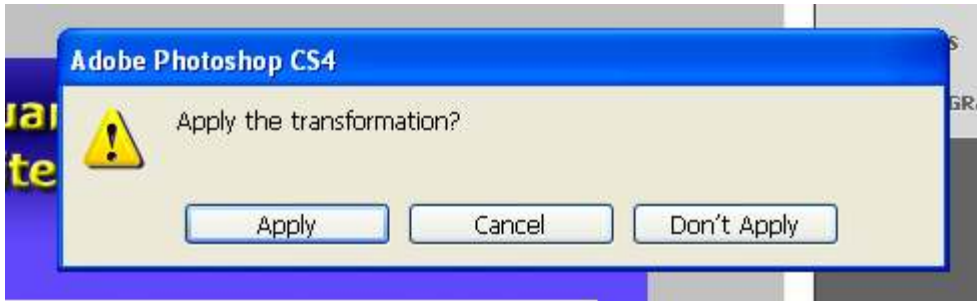 Adobe Photoshop CS4
Apply the transformation?
Apply
Cancel
Don't Apply